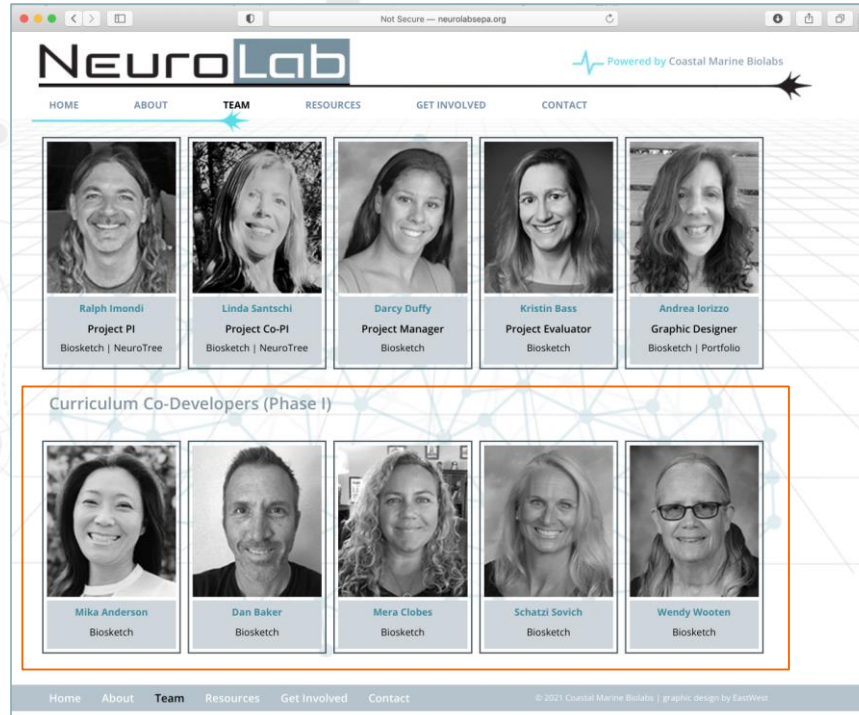 Not Secure — neurolabsepa.org
NeuroLab
Powered by Coastal Marine Biolabs
HOME ABOUT TEAM RESOURCES GET INVOLVED CONTACT
Ralph Imondi Linda Santschi Darcy Duffy Kristin Bass Andrea Iorizzo
Project PI Project Co-PI Project Manager Project Evaluator Graphic Designer
Biosketch | NeuroTree Biosketch | NeuroTree Biosketch Biosketch Biosketch | Portfolio
Curriculum Co-Developers (Phase I)
Mika Anderson Dan Baker Mera Clobes Schatzi Sovich Wendy Wooten
Biosketch Biosketch Biosketch Biosketch Biosketch
Home About Team Resources Get Involved Contact © 2021 Coastal Marine Biolabs | graphic design by EastWest